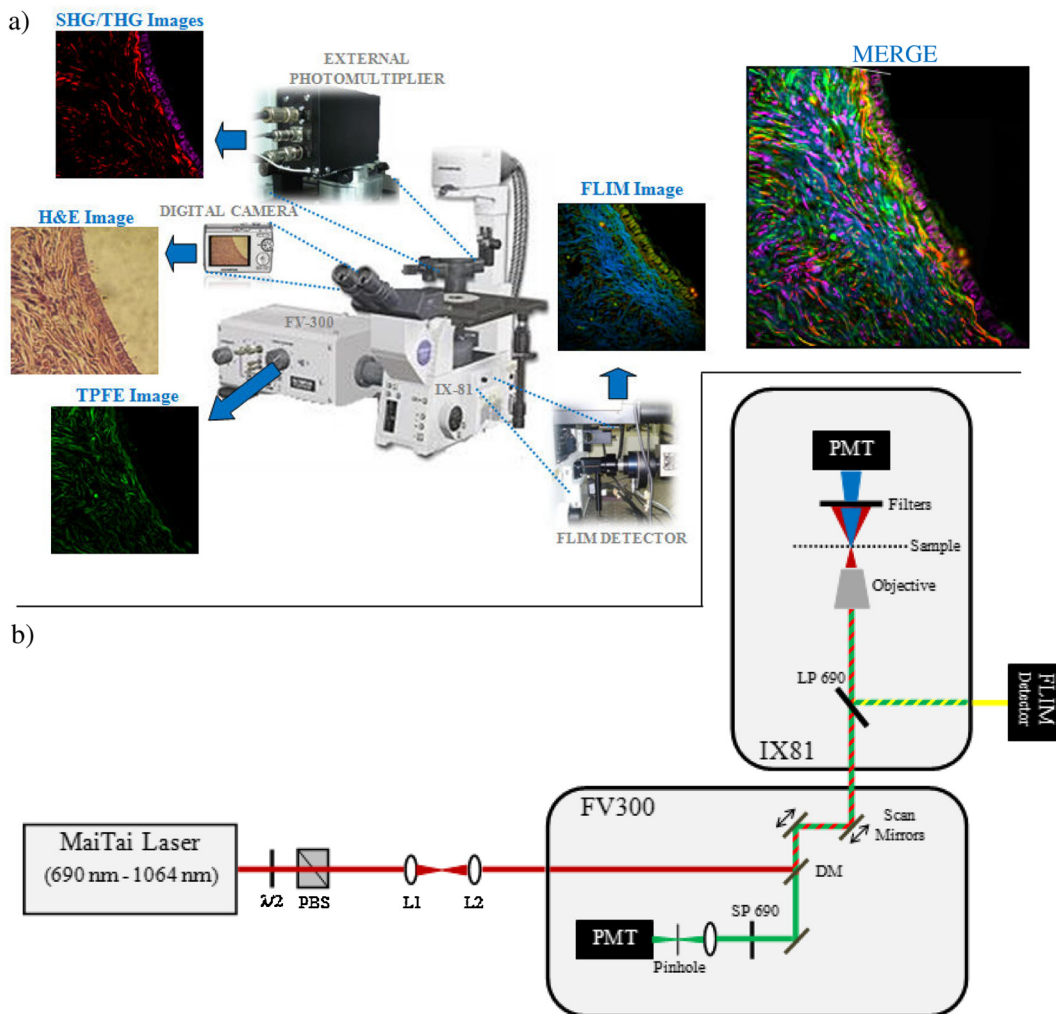 a)
SHG/THG Images
EXTERNAL
PHOTOMULTIPLIER
MERGE
H&E Image
DIGITAL CAMERA
FLIM Image
FV-300
TPFE Image
IX-81
FLIM DETECTOR
b)
PMT
Filters
Sample
Objective
LP 690
FLIM
Detector
IX81
FV300
Scan
Mirrors
MaiTai Laser
(690 nm - 1064 nm)
λ/2
PBS
L1
L2
DM
SP 690
PMT
Pinhole